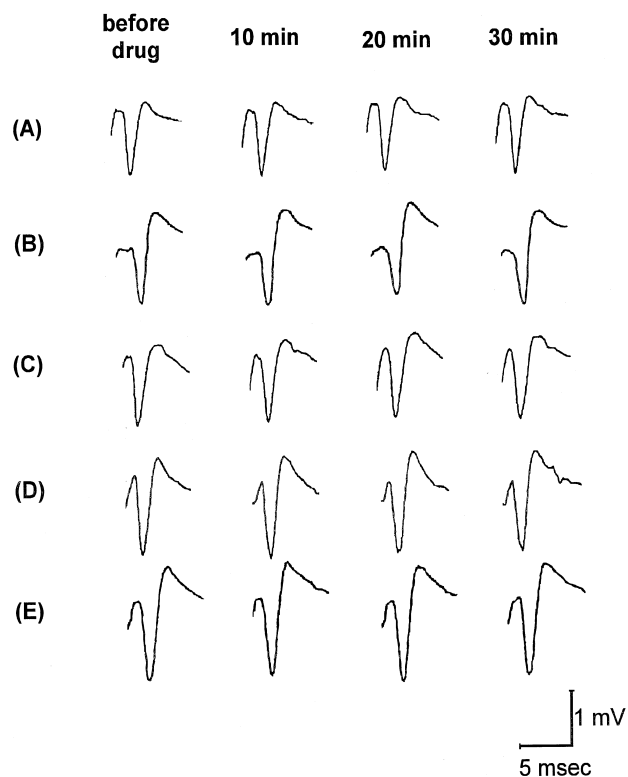 before
drug
10 min
20 min
30 min
(A)
(B)
(C)
(D)
(E)
1 mV
5 msec